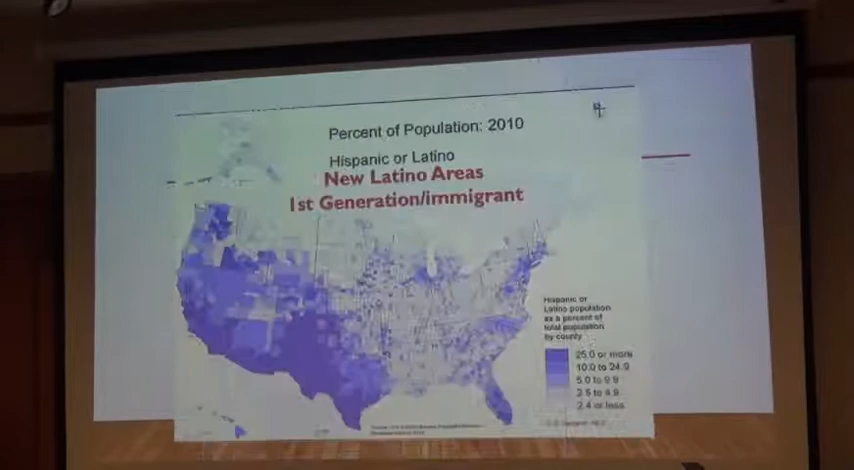 Percent of Population: 2010
Hispanic or Latino
New Latino Areas
1st Generation/immigrant
Hispanic or
Latino population
as a percent of
total population
by county
25.0 or more
10.0 to 24.9
5.0 to 9.9
2.5 to 4.9
2.4 or less